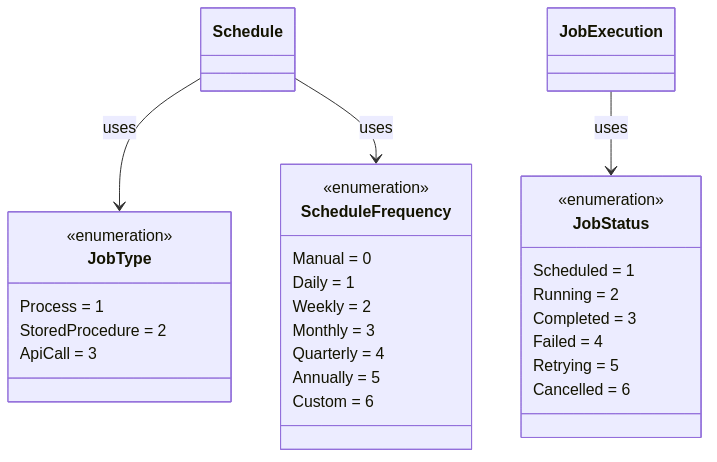 Schedule
JobExecution
uses
uses
uses
«enumeration»
JobType
Process = 1
StoredProcedure = 2
ApiCall = 3
«enumeration»
ScheduleFrequency
Manual = 0
Daily = 1
Weekly = 2
Monthly = 3
Quarterly = 4
Annually = 5
Custom = 6
«enumeration»
JobStatus
Scheduled = 1
Running = 2
Completed = 3
Failed = 4
Retrying = 5
Cancelled = 6